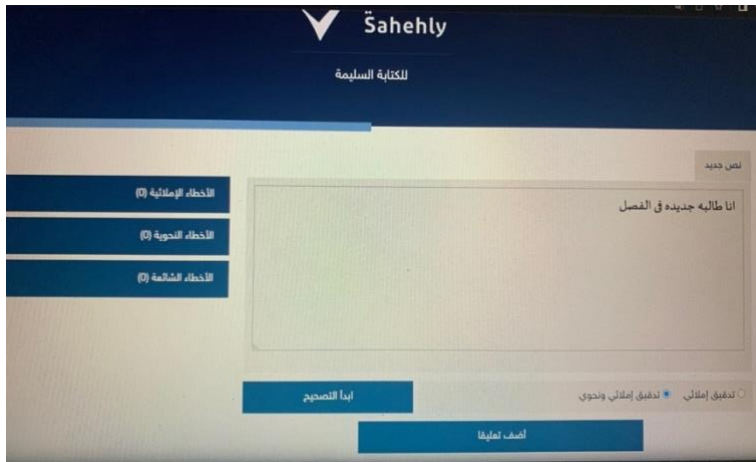 Sahehly
للكتابة السليمة
نص جديد
انا طالبه جديده فى الفصل
الأخطاء الإملائية (0)
الأخطاء النحوية (0)
الأخطاء الشائعة (0)
تدقيق إملائي
تدقيق إملائي ونحوي
ابدأ التصحيح
أضف تعليقا